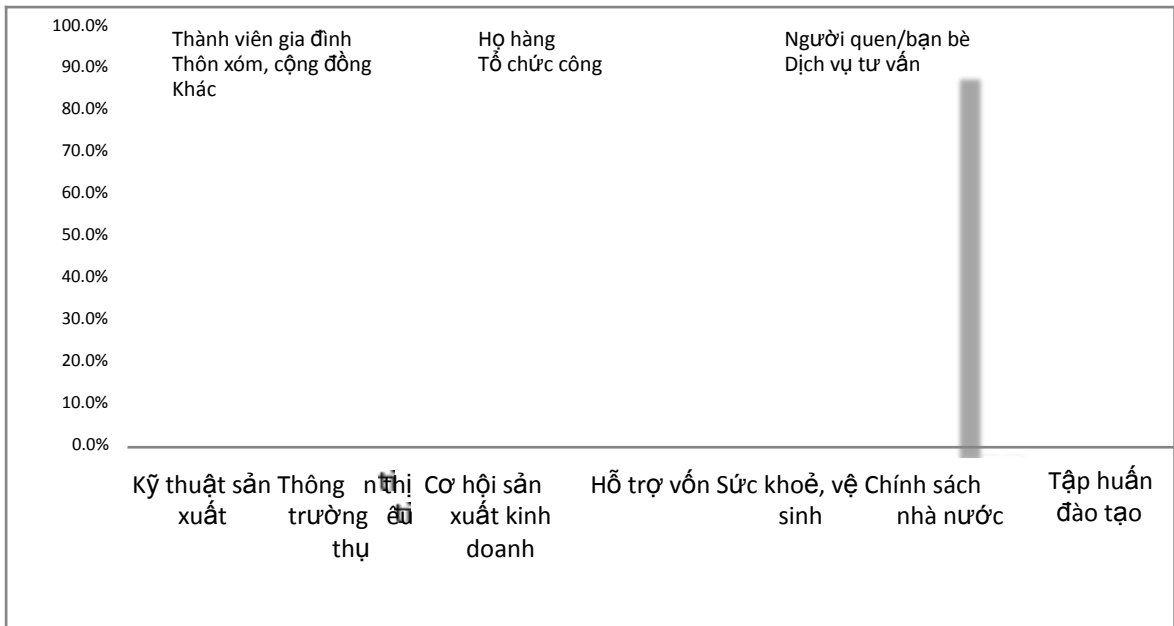 100.0%
90.0%
80.0%
70.0%
60.0%
50.0%
40.0%
30.0%
20.0%
10.0%
0.0%
Thành viên gia đình Họ hàng Người quen/bạn bè
Thôn xóm, cộng đồng Tổ chức công Dịch vụ tư vấn
Khác
Kỹ thuật sản
xuất
Thông thị
trường
thụ
Cơ hội sản
xuất kinh
doanh
Hỗ trợ vốn
Sức khoẻ, vệ
sinh
Chính sách
nhà nước
Tập huấn
đào tạo